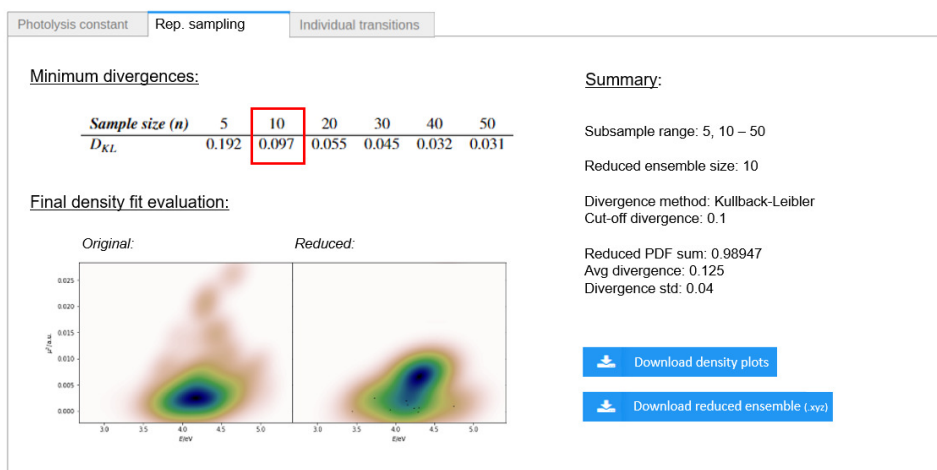 Photolysis constant
Rep. sampling
Individual transitions
Minimum divergences:
Sample size (n) 5 10 20 30 40 50
D_KL 0.192 0.097 0.055 0.045 0.032 0.031
Final density fit evaluation:
Original: Reduced:
0.025
0.020
0.015
0.010
0.005
0.000
μ²/a.u.
3.0 3.5 4.0 4.5 5.0
E/eV
3.0 3.5 4.0 4.5 5.0
E/eV
Summary:
Subsample range: 5, 10 – 50
Reduced ensemble size: 10
Divergence method: Kullback-Leibler
Cut-off divergence: 0.1
Reduced PDF sum: 0.98947
Avg divergence: 0.125
Divergence std: 0.04
Download density plots
Download reduced ensemble (.xyz)